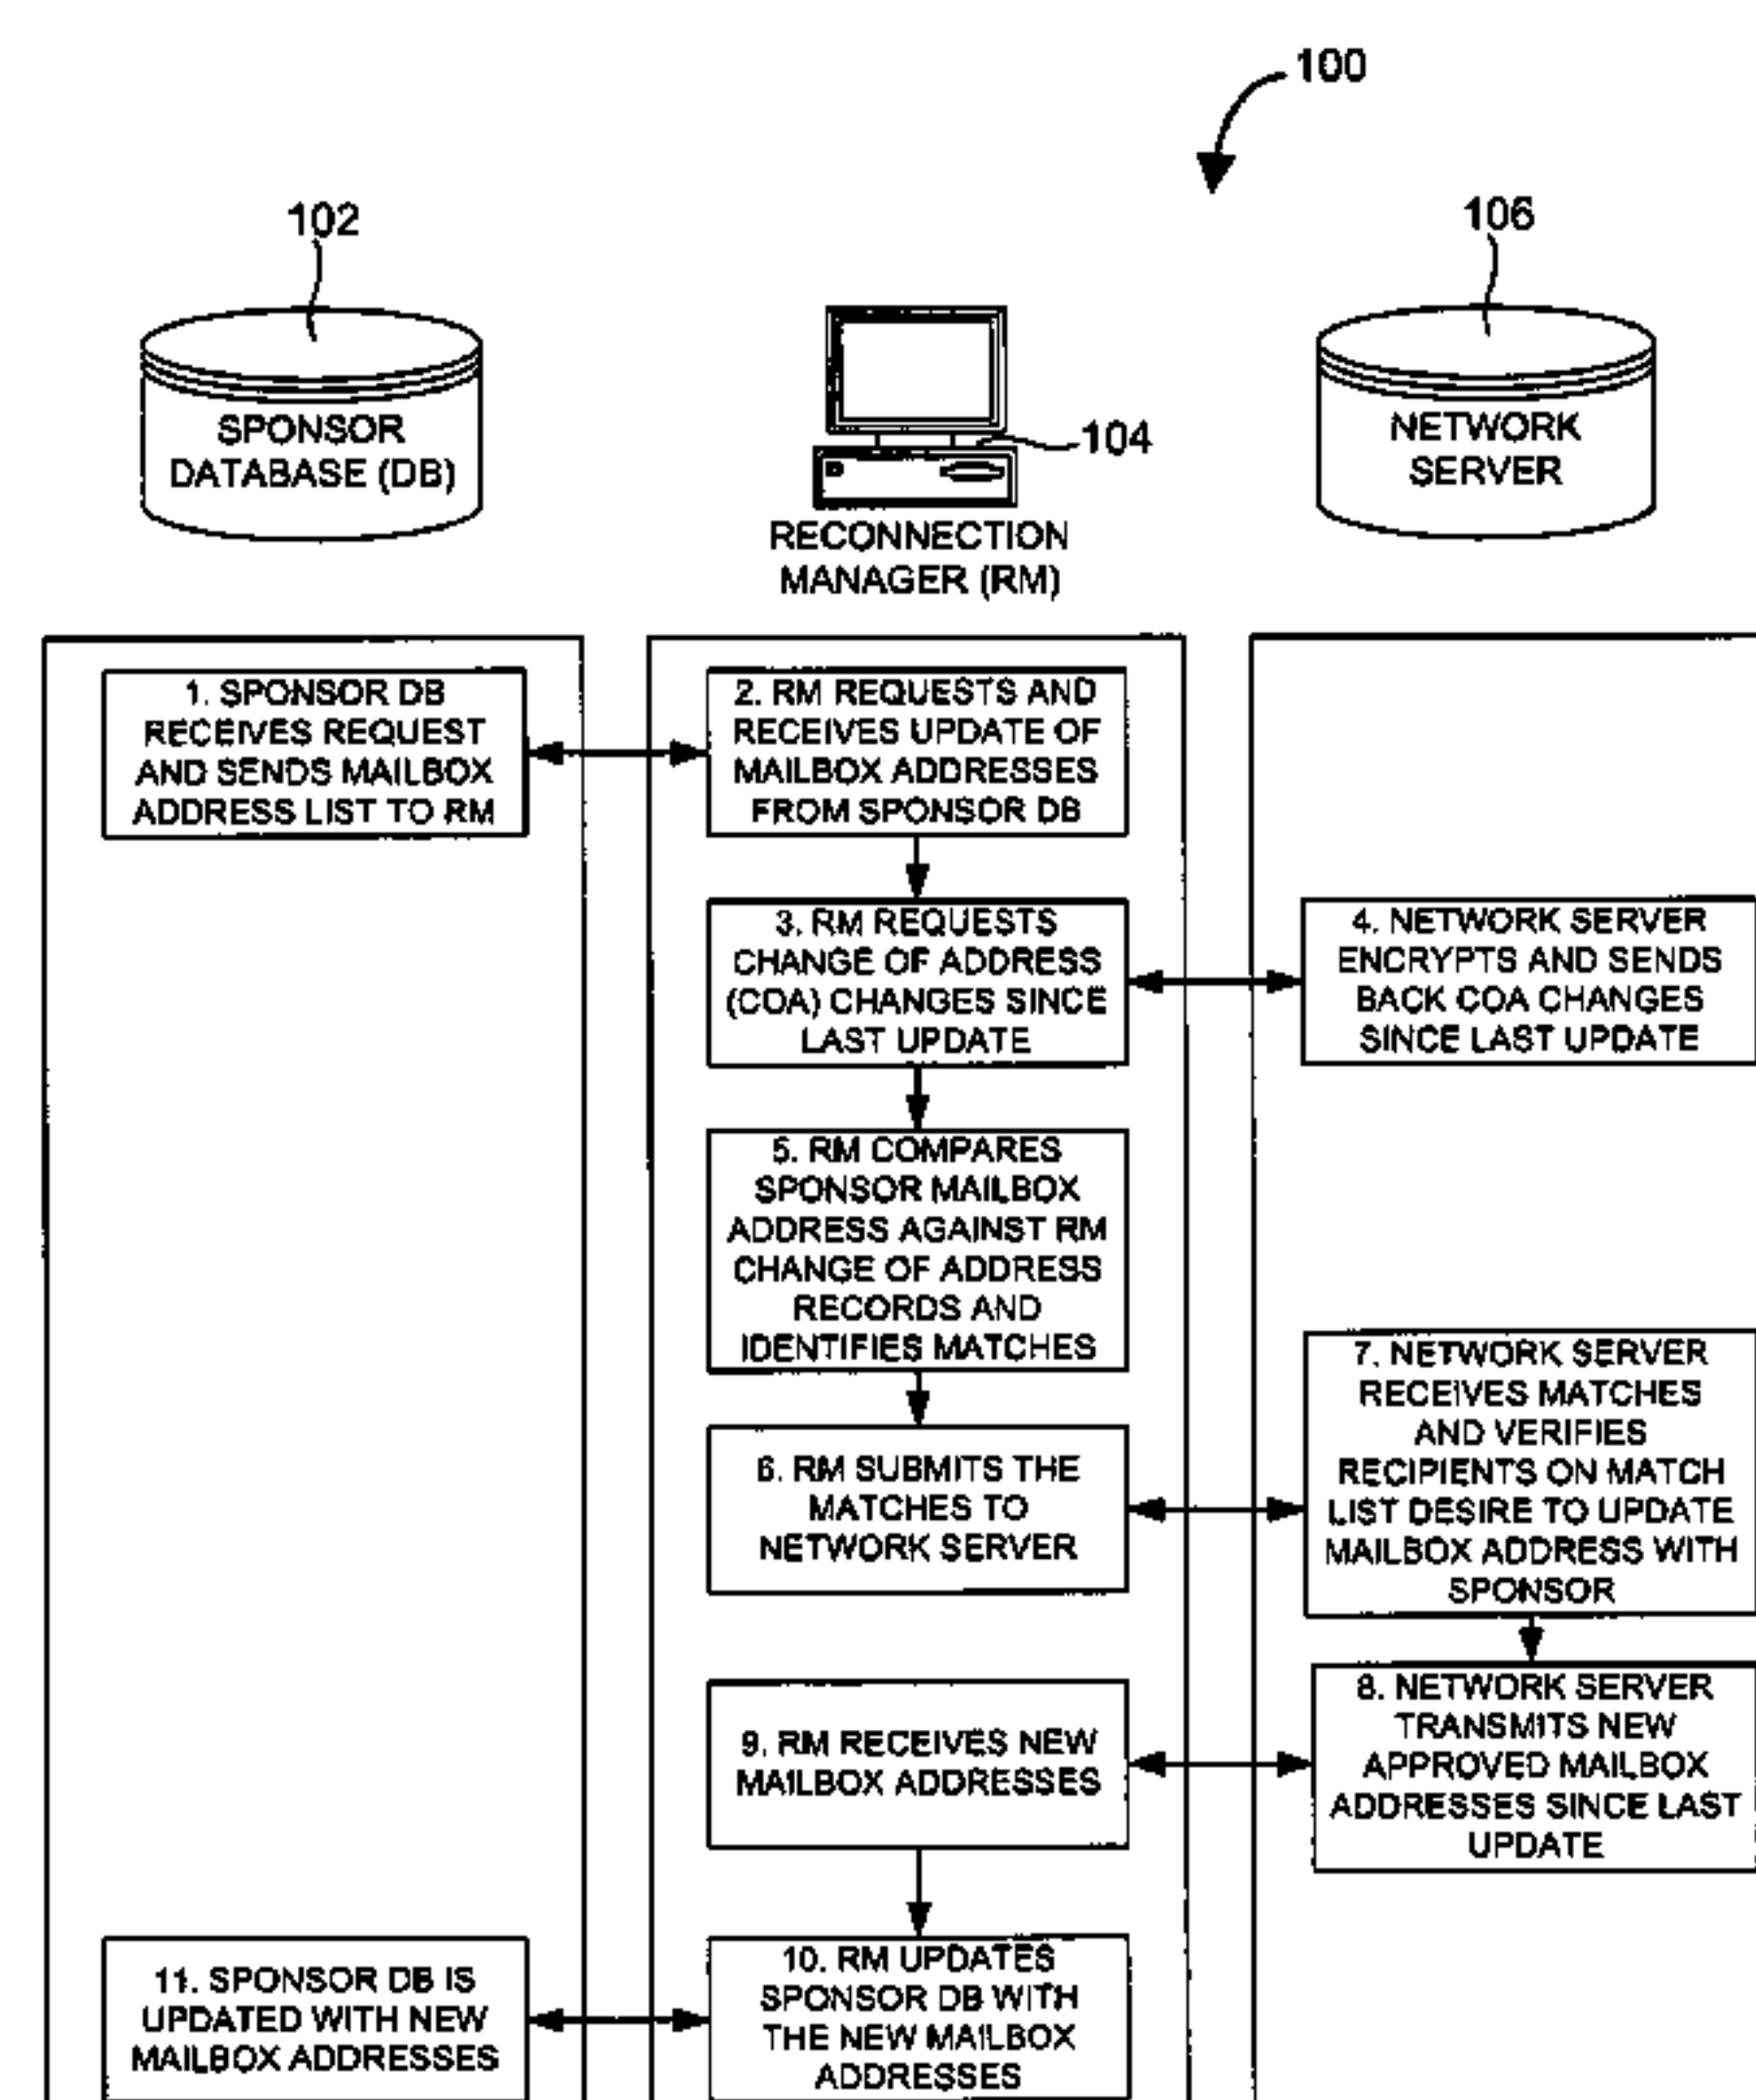 100
102
106
SPONSOR
DATABASE (DB)
104
NETWORK
SERVER
RECONNECTION
MANAGER (RM)
1. SPONSOR DB
RECEIVES REQUEST
AND SENDS MAILBOX
ADDRESS LIST TO RM
2. RM REQUESTS AND
RECEIVES UPDATE OF
MAILBOX ADDRESSES
FROM SPONSOR DB
3. RM REQUESTS
CHANGE OF ADDRESS
(COA) CHANGES SINCE
LAST UPDATE
4. NETWORK SERVER
ENCRYPTS AND SENDS
BACK COA CHANGES
SINCE LAST UPDATE
5. RM COMPARES
SPONSOR MAILBOX
ADDRESS AGAINST RM
CHANGE OF ADDRESS
RECORDS AND
IDENTIFIES MATCHES
6. RM SUBMITS THE
MATCHES TO
NETWORK SERVER
7. NETWORK SERVER
RECEIVES MATCHES
AND VERIFIES
RECIPIENTS ON MATCH
LIST DESIRE TO UPDATE
MAILBOX ADDRESS WITH
SPONSOR
8. NETWORK SERVER
TRANSMITS NEW
APPROVED MAILBOX
ADDRESSES SINCE LAST
UPDATE
9. RM RECEIVES NEW
MAILBOX ADDRESSES
10. RM UPDATES
SPONSOR DB WITH
THE NEW MAILBOX
ADDRESSES
11. SPONSOR DB IS
UPDATED WITH NEW
MAILBOX ADDRESSES